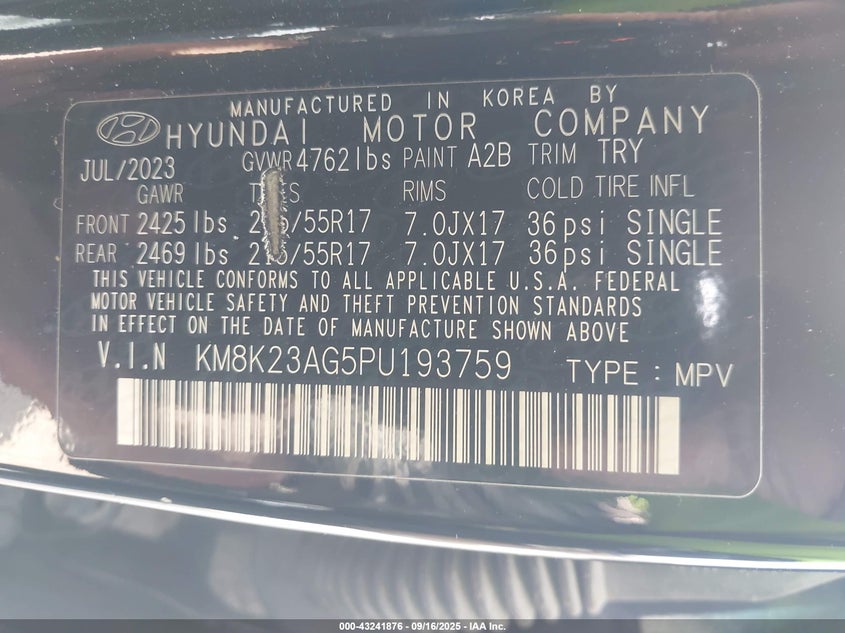 MANUFACTURED IN KOREA BY
HYUNDAI MOTOR COMPANY
JUL/2023 GVWR 4762 lbs PAINT A2B TRIM TRY
GAWR RIMS COLD TIRE INFL
FRONT 2425 lbs /55R17 7.0JX17 36 psi SINGLE
REAR 2469 lbs /55R17 7.0JX17 36 psi SINGLE
THIS VEHICLE CONFORMS TO ALL APPLICABLE U.S.A. FEDERAL
MOTOR VEHICLE SAFETY AND THEFT PREVENTION STANDARDS
IN EFFECT ON THE DATE OF MANUFACTURE SHOWN ABOVE
V.I.N KM8K23AG5PU193759 TYPE : MPV
000-43241876 - 09/16/2025 - IAA Inc.